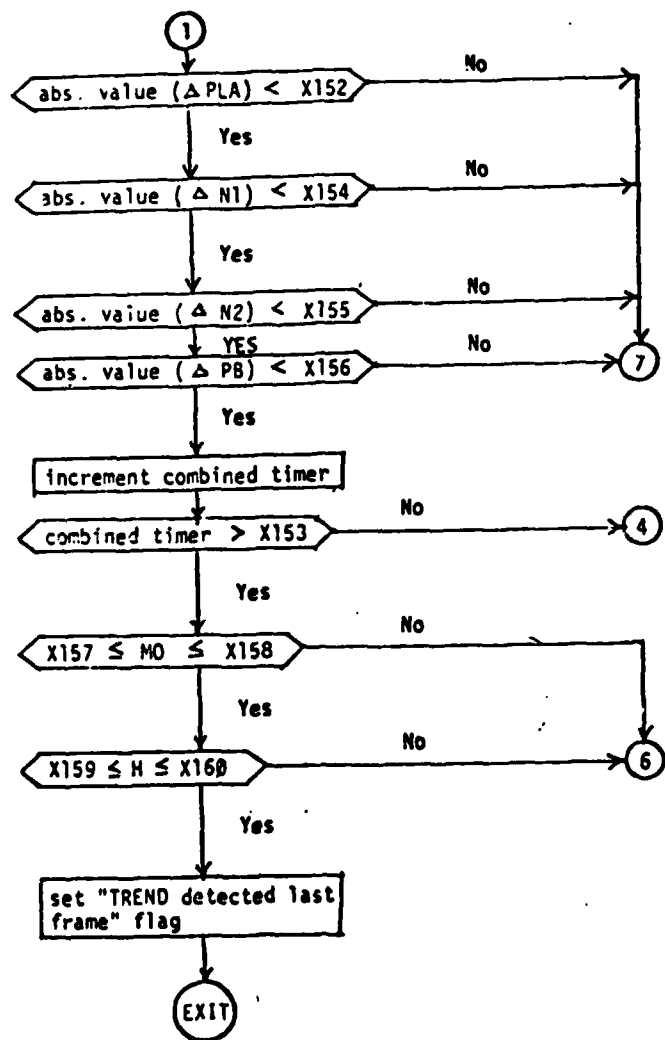 1
abs. value (Δ PLA) < X152
No
Yes
abs. value (Δ N1) < X154
No
Yes
abs. value (Δ N2) < X155
No
YES
abs. value (Δ PB) < X156
No
7
Yes
increment combined timer
combined timer > X153
No
4
Yes
X157 ≤ MO ≤ X158
No
Yes
X159 ≤ H ≤ X160
No
6
Yes
set "TREND detected last
frame" flag
EXIT